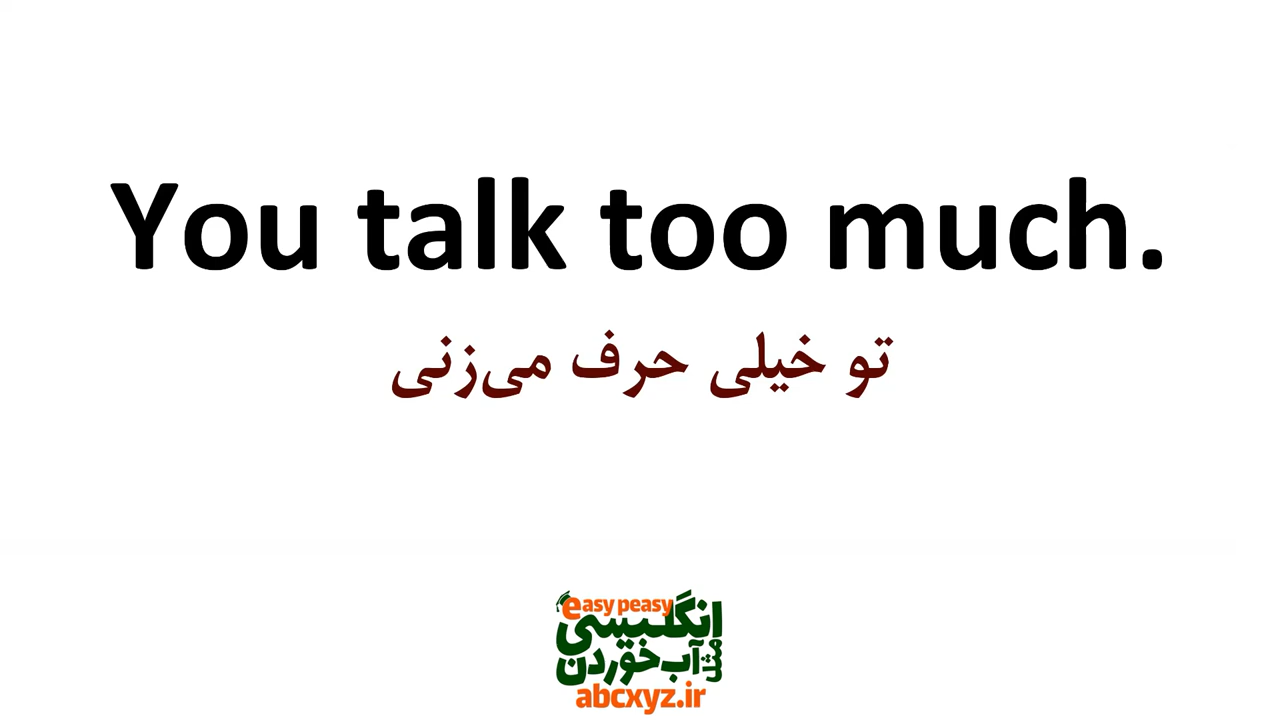 You talk too much.
تو خیلی حرف می‌زنی
easy peasy
انگلیسی
مثل آب خوردن
abcxyz.ir